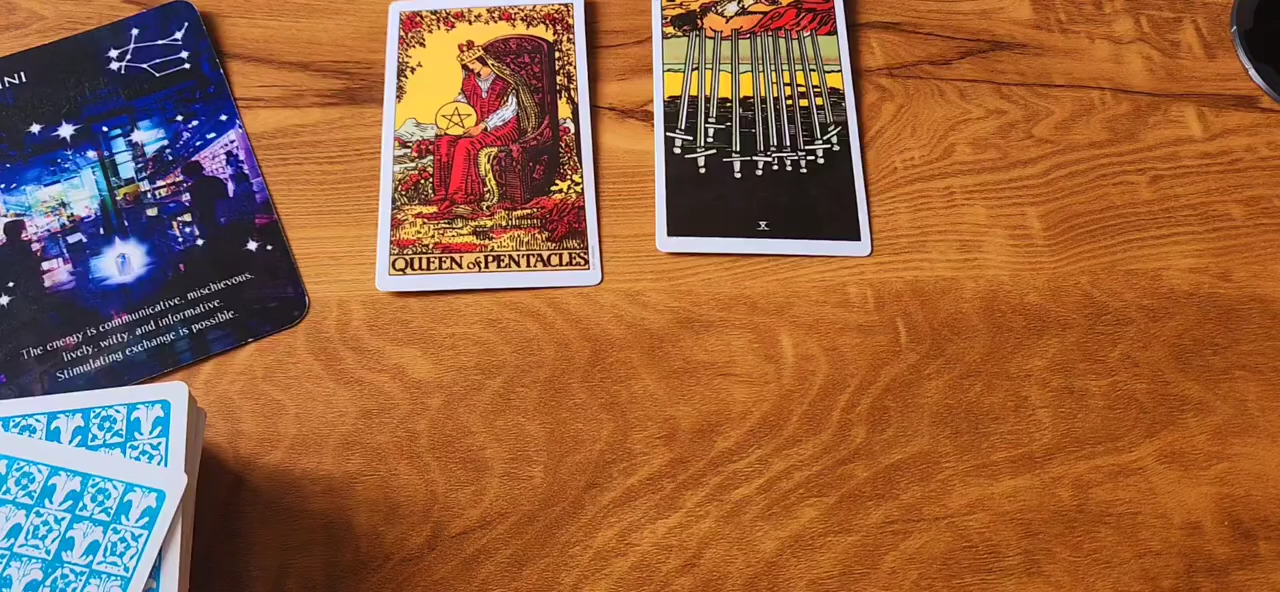 INI
The energy is communicative, mischievous,
lively, witty, and informative.
Stimulating exchange is possible.
QUEEN of PENTACLES
X